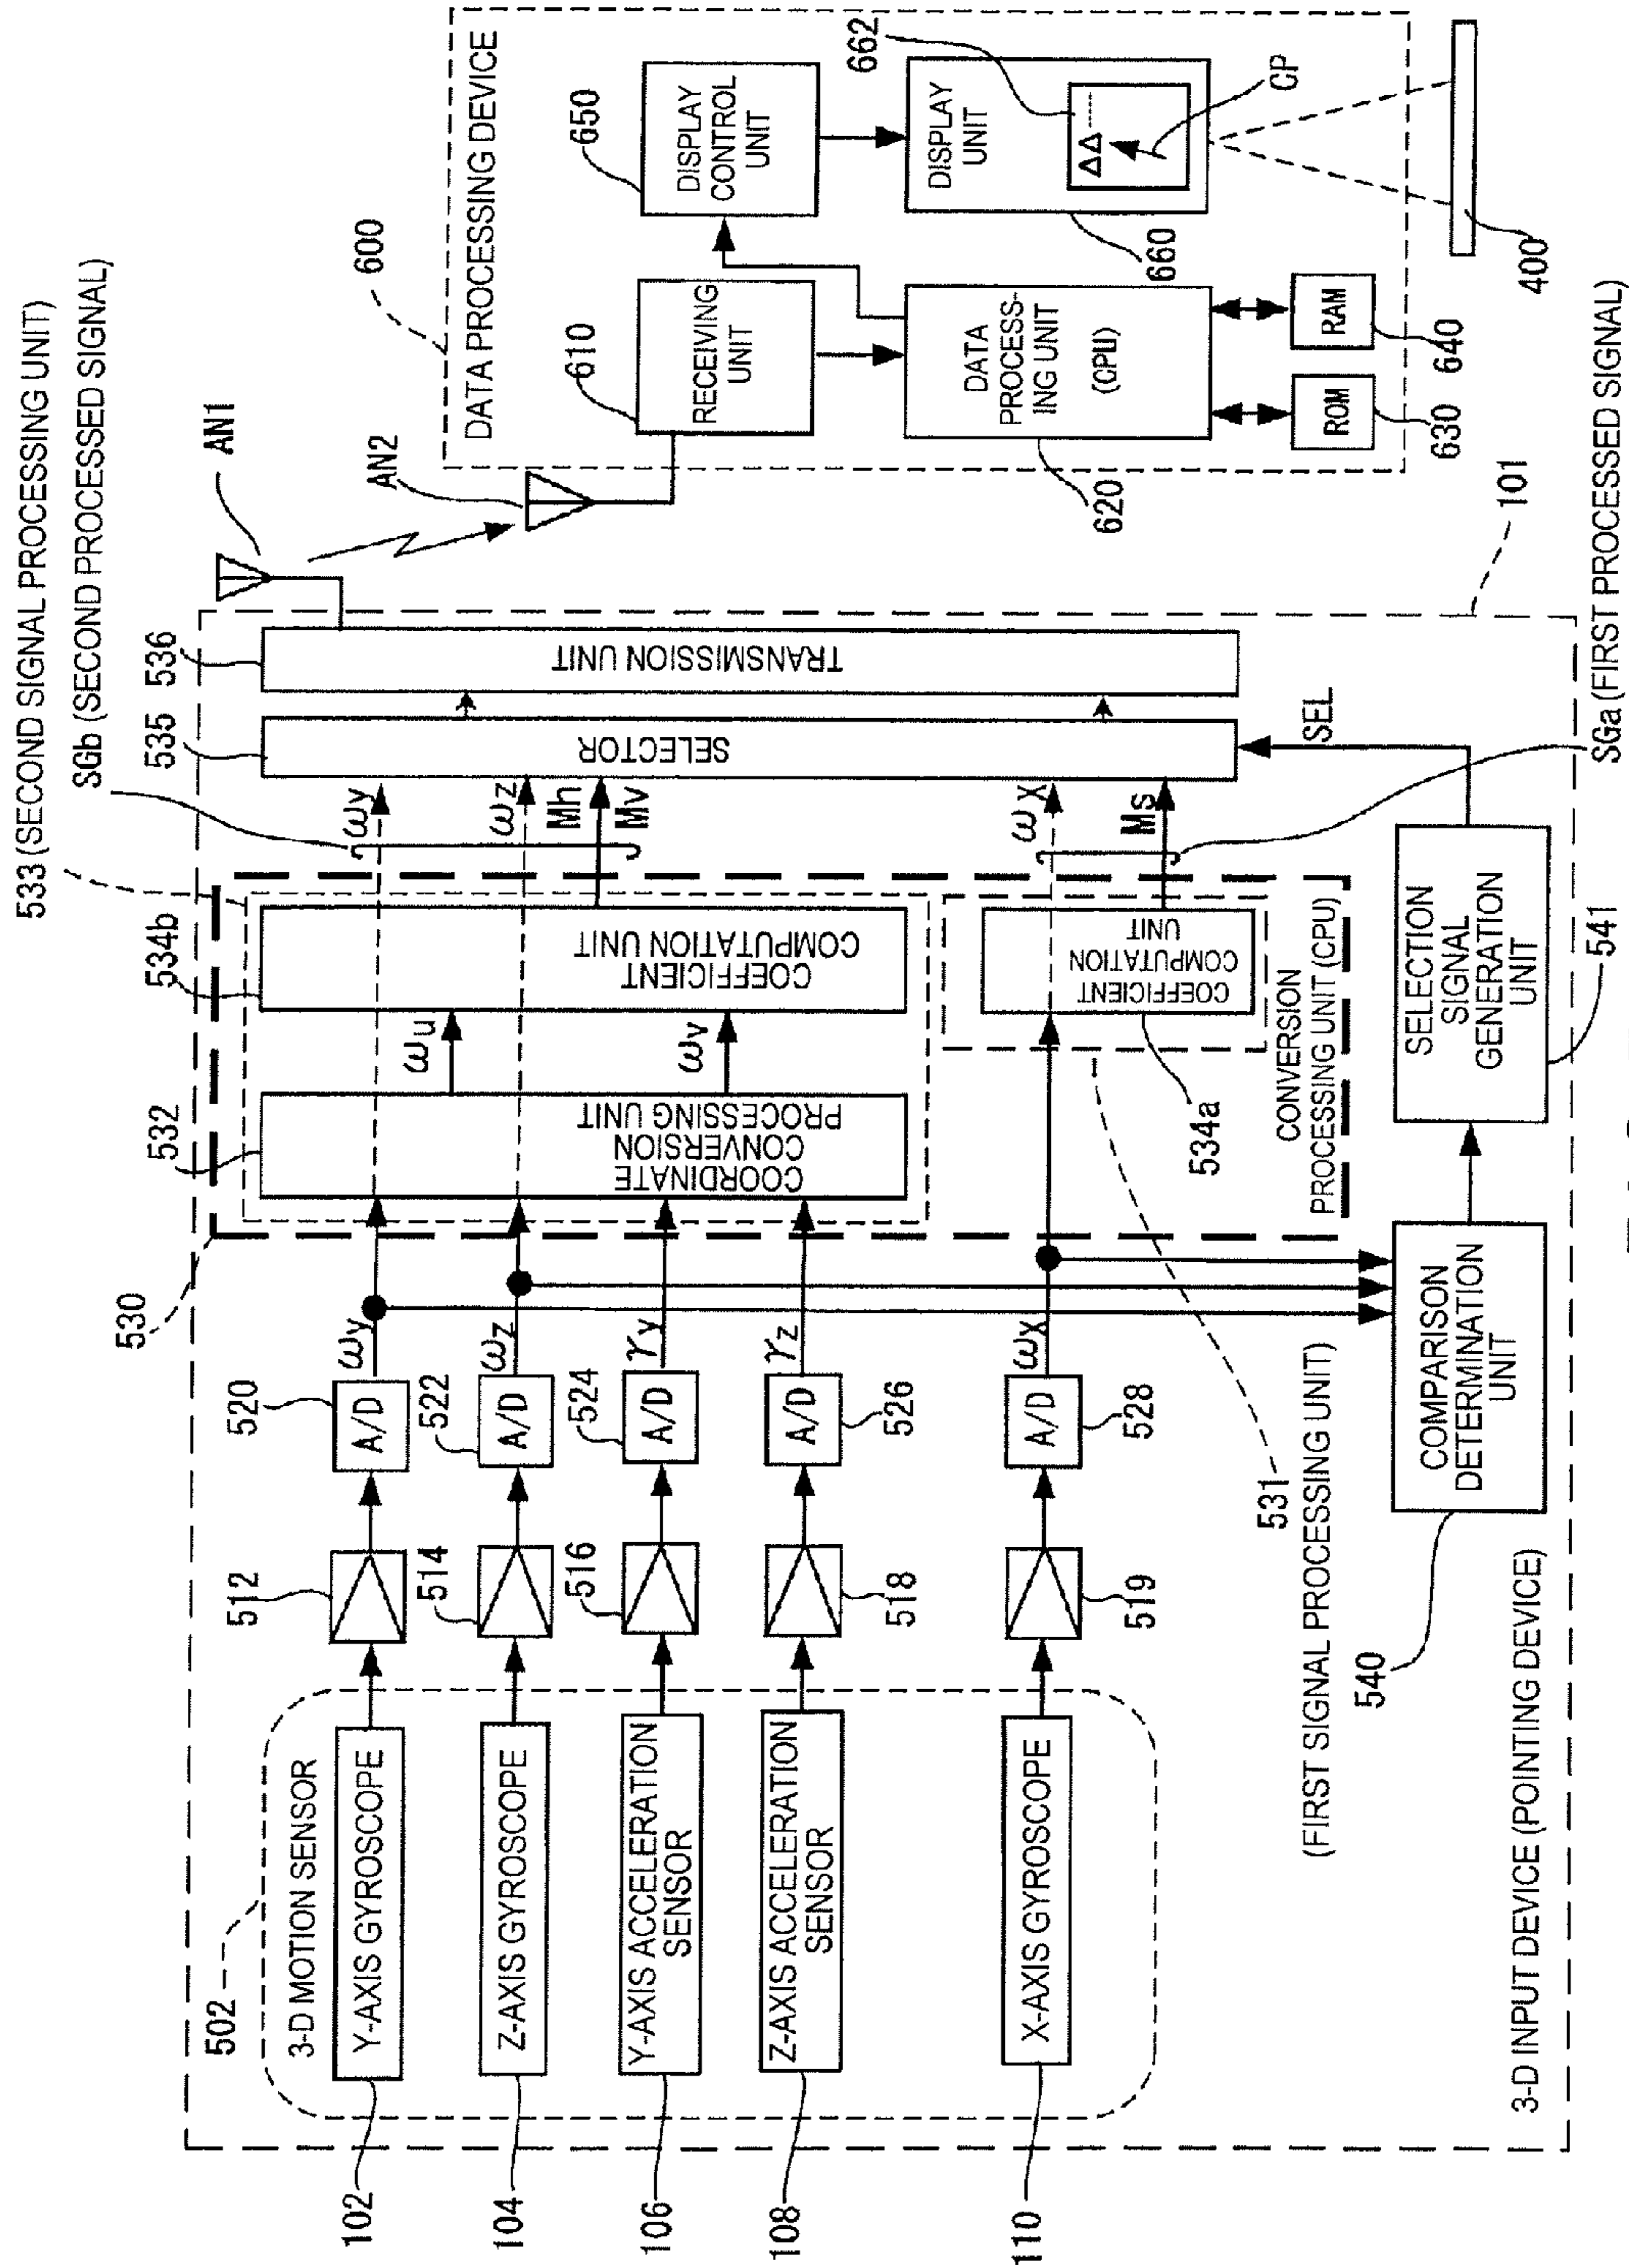 533 (SECOND SIGNAL PROCESSING UNIT)
SGb (SECOND PROCESSED SIGNAL)
AN1
AN2
600
DATA PROCESSING DEVICE
610
RECEIVING
UNIT
650
DISPLAY
CONTROL
UNIT
DATA
PROCESS-
ING UNIT
(CPU)
620
DISPLAY
UNIT
662
ΔΔ
CP
660
ROM
630
RAM
640
400
530
532
534b
535
536
502
3-D MOTION SENSOR
102
Y-AXIS GYROSCOPE
512
520
A/D
ωy
104
Z-AXIS GYROSCOPE
514
522
A/D
ωz
106
Y-AXIS ACCELERATION
SENSOR
516
524
A/D
γy
108
Z-AXIS ACCELERATION
SENSOR
518
526
A/D
γz
110
X-AXIS GYROSCOPE
519
528
A/D
ωX
COORDINATE
CONVERSION
PROCESSING UNIT
ωu
ωv
COEFFICIENT
COMPUTATION UNIT
ωy
ωz
Mh
Mv
ωX
Ms
SELECTOR
TRANSMISSION UNIT
COEFFICIENT
COMPUTATION
UNIT
534a
CONVERSION
PROCESSING UNIT (CPU)
531
(FIRST SIGNAL PROCESSING UNIT)
540
COMPARISON
DETERMINATION
UNIT
SELECTION
SIGNAL
GENERATION
UNIT
541
SEL
101
SGa (FIRST PROCESSED SIGNAL)
3-D INPUT DEVICE (POINTING DEVICE)